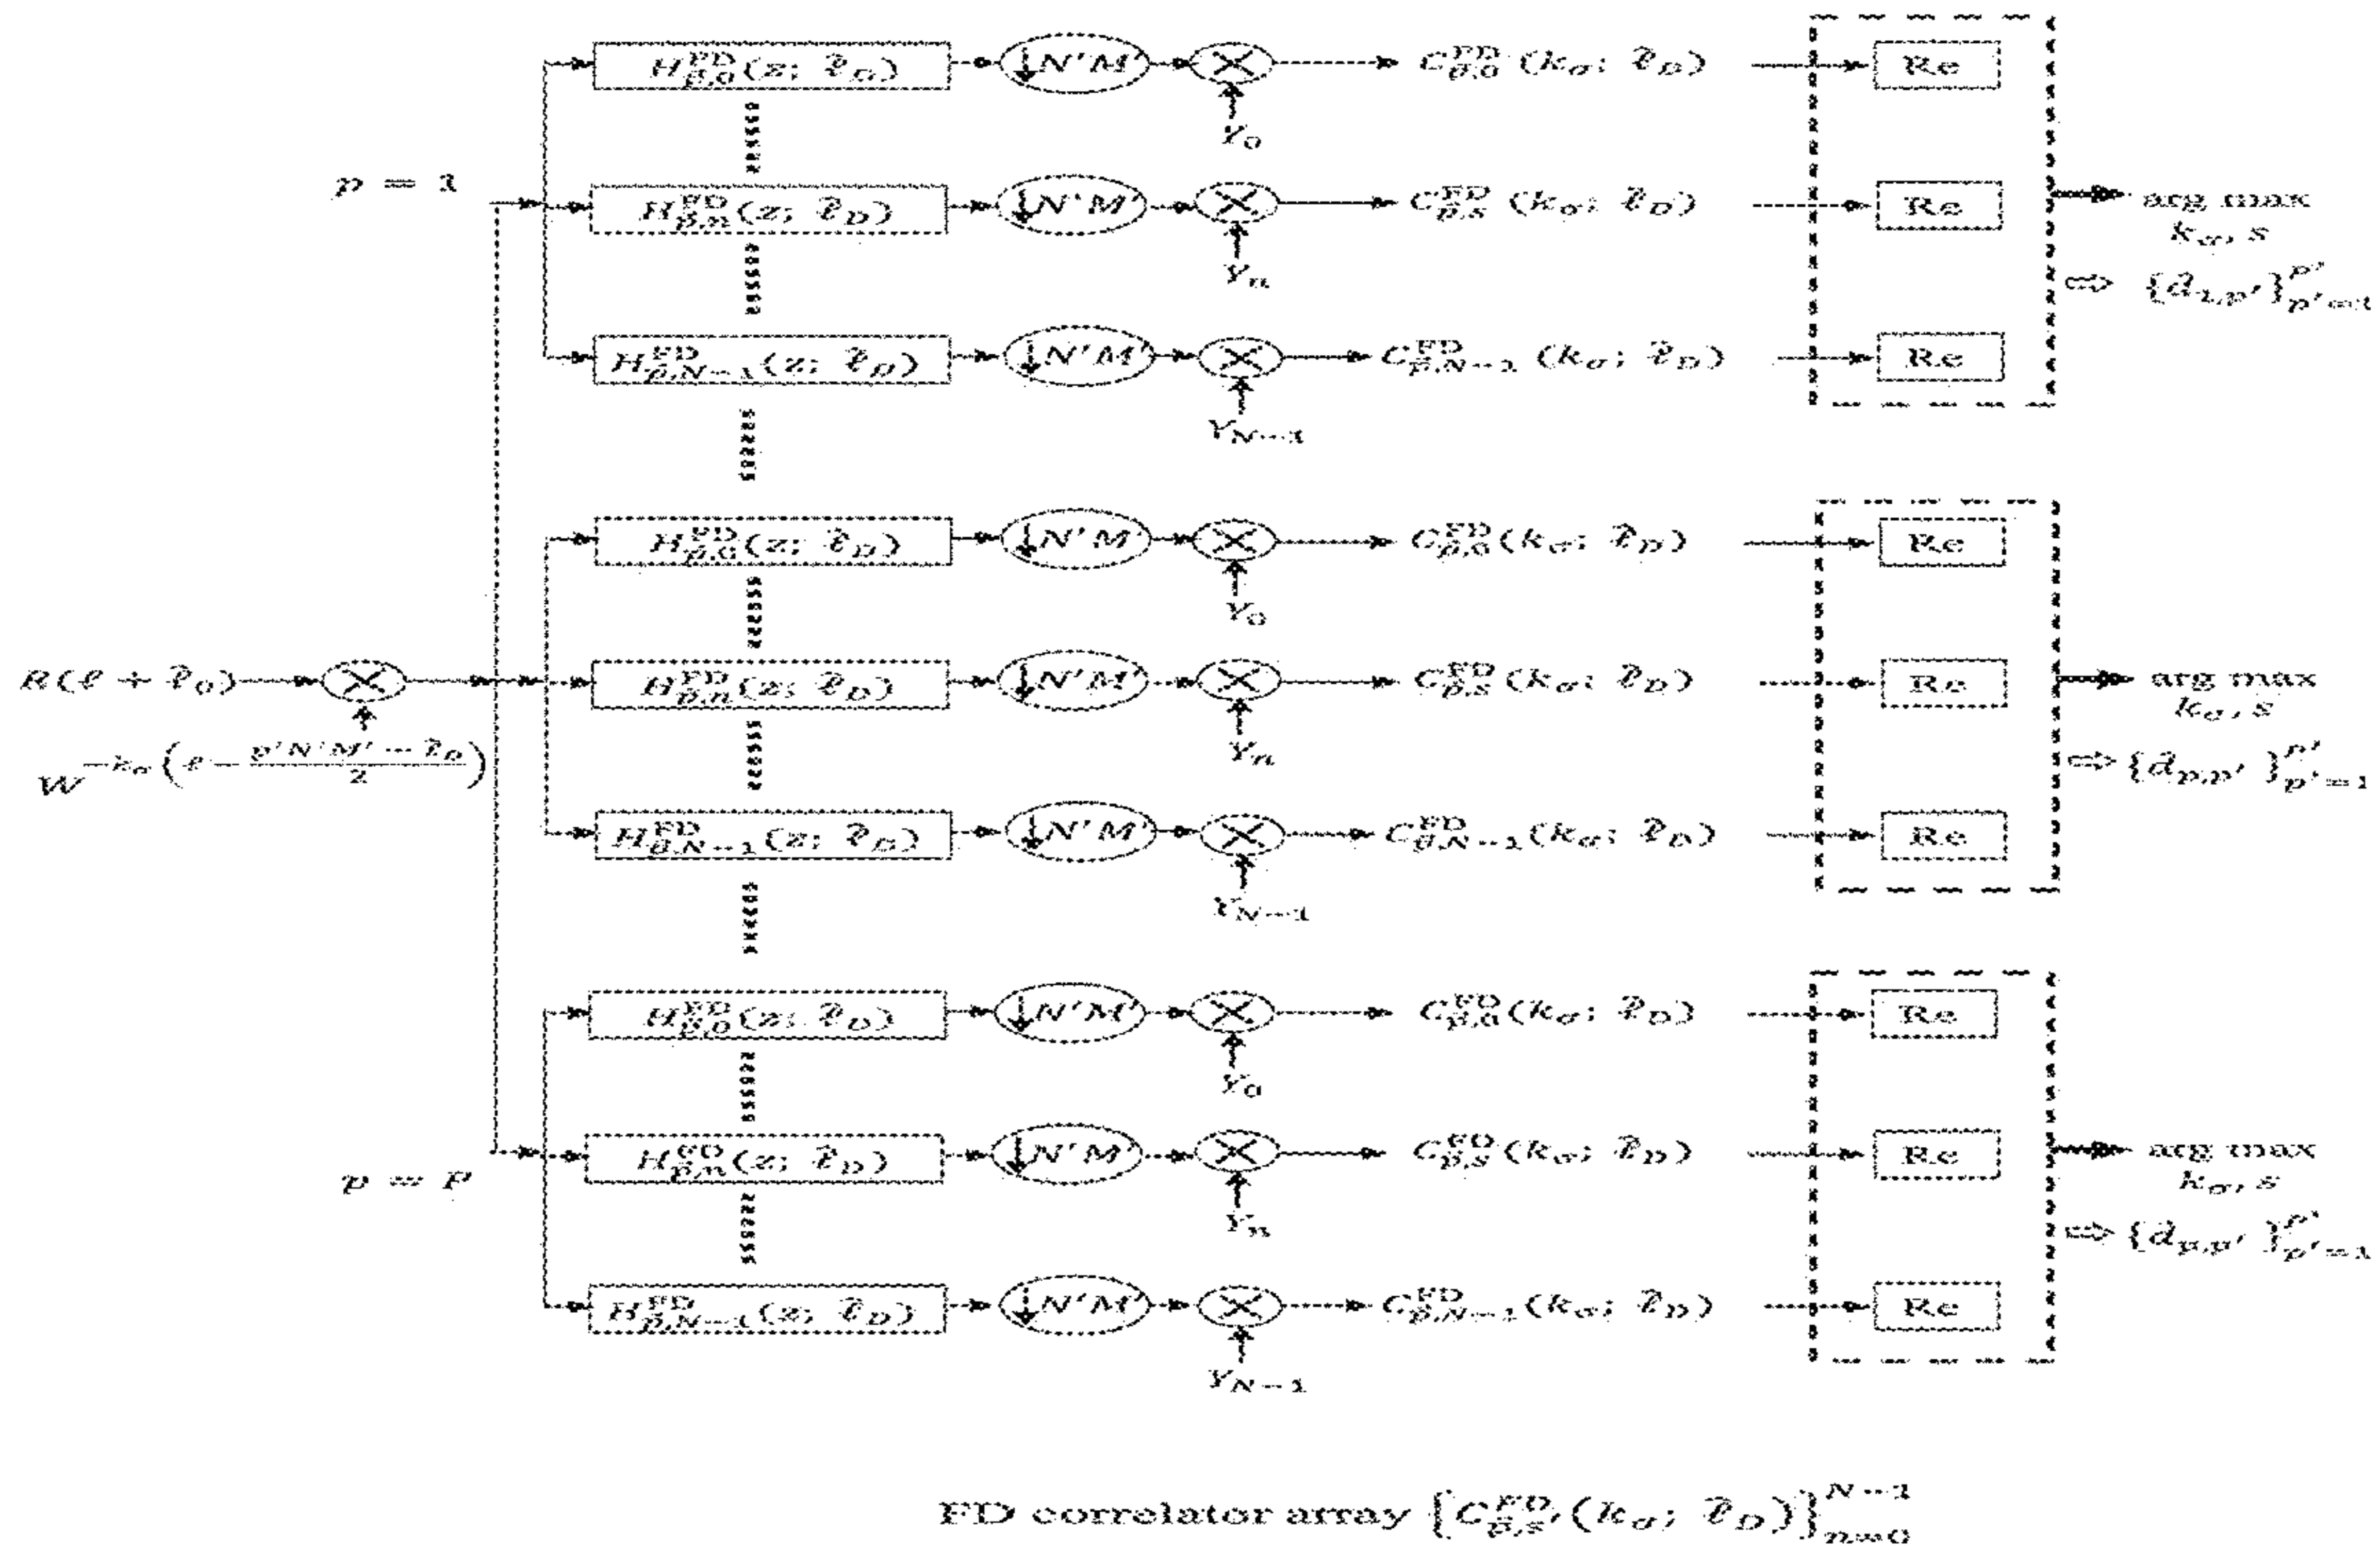 H^{FD}_{p⃗,0}(z; ℓ̂_D) ↓N'M' × C^{FD}_{p⃗,0}(k_σ; ℓ̂_D) Re
Y_0
p = 1
H^{FD}_{p⃗,n}(z; ℓ̂_D) ↓N'M' × C^{FD}_{p⃗,s}(k_σ; ℓ̂_D) Re arg max
k_σ, s
Y_n
⇒ {d̂_{1,p'}}^{P'}_{p'=1}
H^{FD}_{p⃗,N-1}(z; ℓ̂_D) ↓N'M' × C^{FD}_{p⃗,N-1}(k_σ; ℓ̂_D) Re
Y_{N-1}
H^{FD}_{p⃗,0}(z; ℓ̂_D) ↓N'M' × C^{FD}_{p⃗,0}(k_σ; ℓ̂_D) Re
Y_0
R(ℓ + ℓ̂_0) × H^{FD}_{p⃗,n}(z; ℓ̂_D) ↓N'M' × C^{FD}_{p⃗,s}(k_σ; ℓ̂_D) Re arg max
k_σ, s
Y_n
W^{-k_σ(ℓ - \frac{p'N'M' - ℓ̂_D}{2})} ⇒ {d̂_{p,p'}}^{P'}_{p'=1}
H^{FD}_{p⃗,N-1}(z; ℓ̂_D) ↓N'M' × C^{FD}_{p⃗,N-1}(k_σ; ℓ̂_D) Re
Y_{N-1}
H^{FD}_{p⃗,0}(z; ℓ̂_D) ↓N'M' × C^{FD}_{p⃗,0}(k_σ; ℓ̂_D) Re
Y_0
H^{FD}_{p⃗,n}(z; ℓ̂_D) ↓N'M' × C^{FD}_{p⃗,s}(k_σ; ℓ̂_D) Re arg max
p = P
k_σ, s
Y_n
⇒ {d̂_{p,p'}}^{P'}_{p'=1}
H^{FD}_{p⃗,N-1}(z; ℓ̂_D) ↓N'M' × C^{FD}_{p⃗,N-1}(k_σ; ℓ̂_D) Re
Y_{N-1}
FD correlator array {C^{FD}_{p⃗,s}(k_σ; ℓ̂_D)}^{N-1}_{n=0}